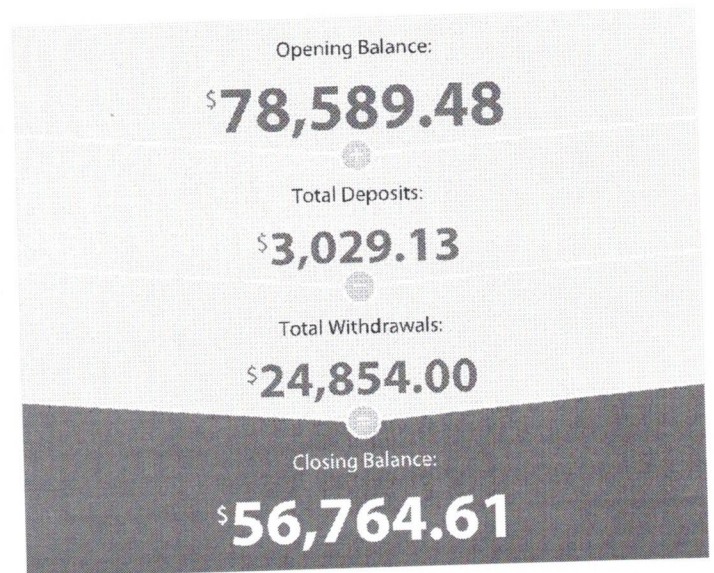 Opening Balance:
$78,589.48
+
Total Deposits:
$3,029.13
−
Total Withdrawals:
$24,854.00
=
Closing Balance:
$56,764.61